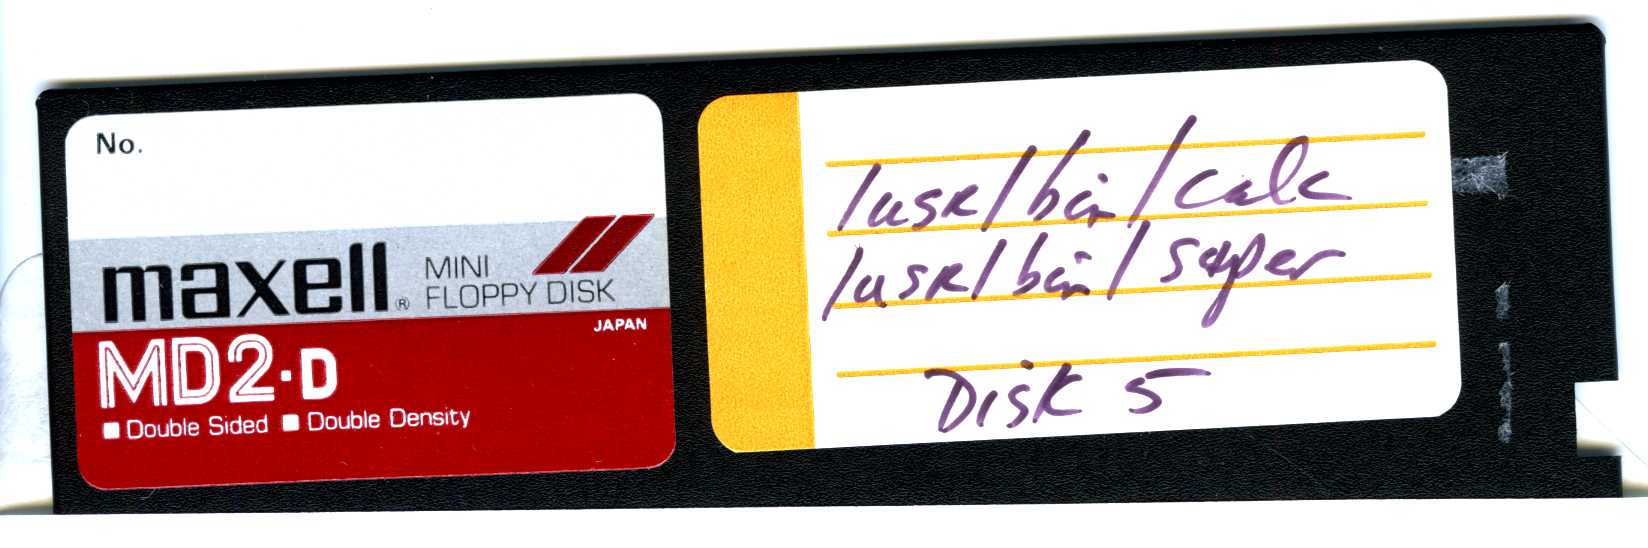 No.
maxell® MINI FLOPPY DISK
JAPAN
MD2-D
Double Sided Double Density
/usr/bin/calc
/usr/bin/super
Disk 5